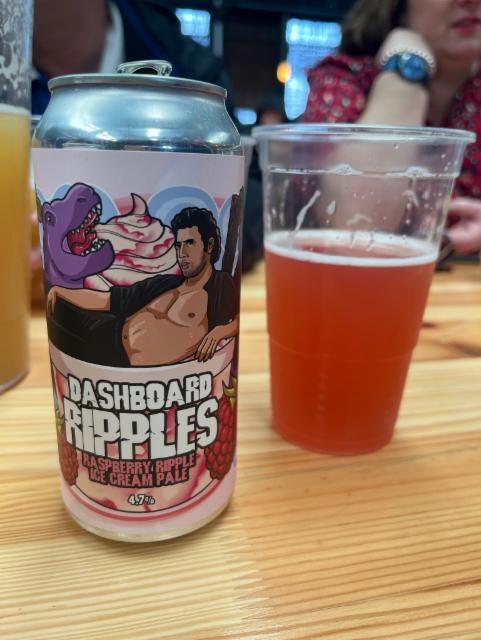 DASHBOARD
RIPPLES
RASPBERRY RIPPLE
ICE CREAM PALE
4.7%